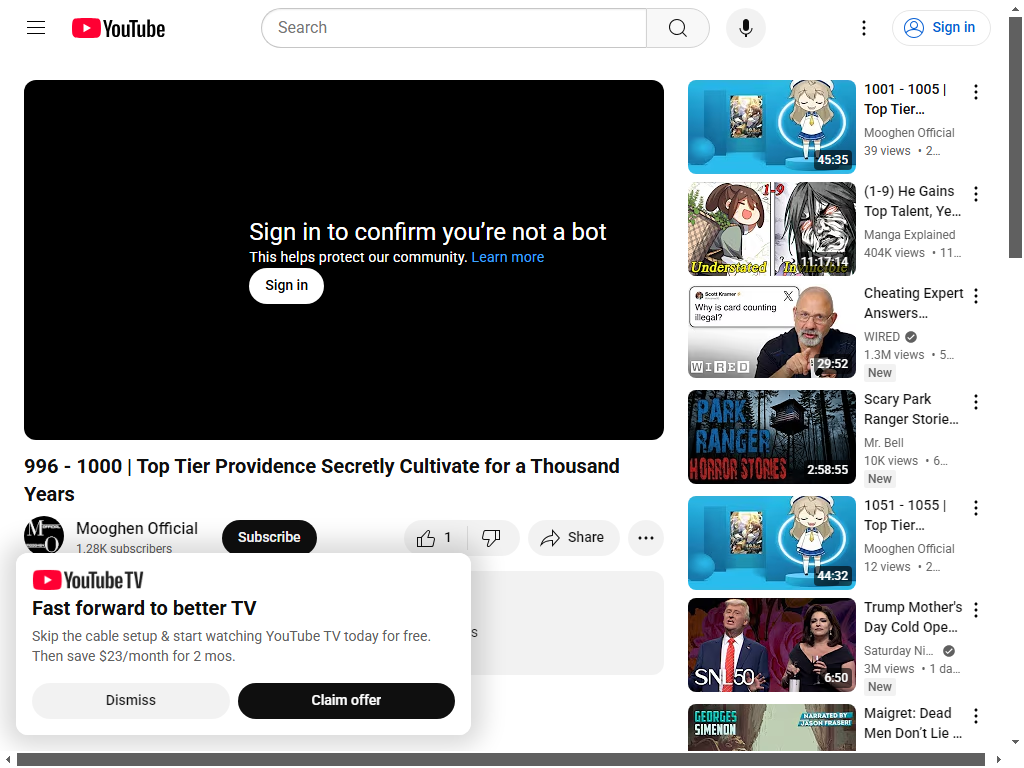 YouTube
Search
Sign in
Sign in to confirm you’re not a bot
This helps protect our community. Learn more
Sign in
996 - 1000 | Top Tier Providence Secretly Cultivate for a Thousand
Years
Mooghen Official
1.28K subscribers
Subscribe
1
Share
s
YouTube TV
Fast forward to better TV
Skip the cable setup & start watching YouTube TV today for free.
Then save $23/month for 2 mos.
Dismiss
Claim offer
45:35
1001 - 1005 |
Top Tier…
Mooghen Official
39 views • 2…
1-9
Understated Invincible
11:17:14
(1-9) He Gains
Top Talent, Ye…
Manga Explained
404K views • 11…
Scott Kramer
Why is card counting
illegal?
WIRED
29:52
Cheating Expert
Answers…
WIRED
1.3M views • 5…
New
PARK
RANGER
HORROR STORIES
2:58:55
Scary Park
Ranger Storie…
Mr. Bell
10K views • 6…
New
44:32
1051 - 1055 |
Top Tier…
Mooghen Official
12 views • 2…
SNL50
6:50
Trump Mother's
Day Cold Ope…
Saturday Ni…
3M views • 1 da…
New
GEORGES
SIMENON
NARRATED BY
JASON FRASER!
Maigret: Dead
Men Don’t Lie …